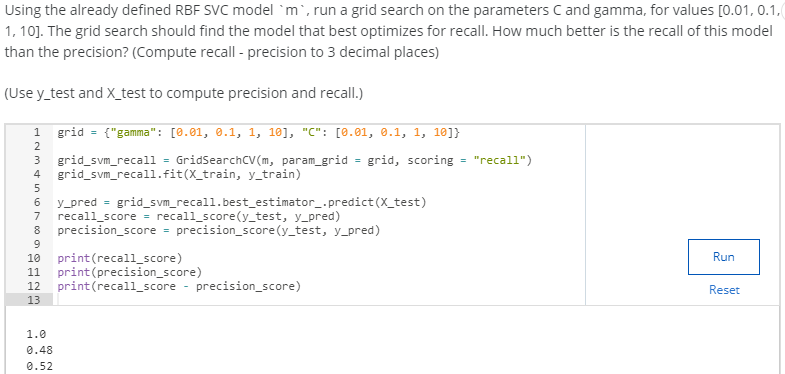 Using the already defined RBF SVC model `m`, run a grid search on the parameters C and gamma, for values [0.01, 0.1,
1, 10]. The grid search should find the model that best optimizes for recall. How much better is the recall of this model
than the precision? (Compute recall - precision to 3 decimal places)
(Use y_test and X_test to compute precision and recall.)
1 grid = {"gamma": [0.01, 0.1, 1, 10], "C": [0.01, 0.1, 1, 10]}
2
3 grid_svm_recall = GridSearchCV(m, param_grid = grid, scoring = "recall")
4 grid_svm_recall.fit(X_train, y_train)
5
6 y_pred = grid_svm_recall.best_estimator_.predict(X_test)
7 recall_score = recall_score(y_test, y_pred)
8 precision_score = precision_score(y_test, y_pred)
9
10 print(recall_score)
11 print(precision_score)
12 print(recall_score - precision_score)
13
Run
Reset
1.0
0.48
0.52